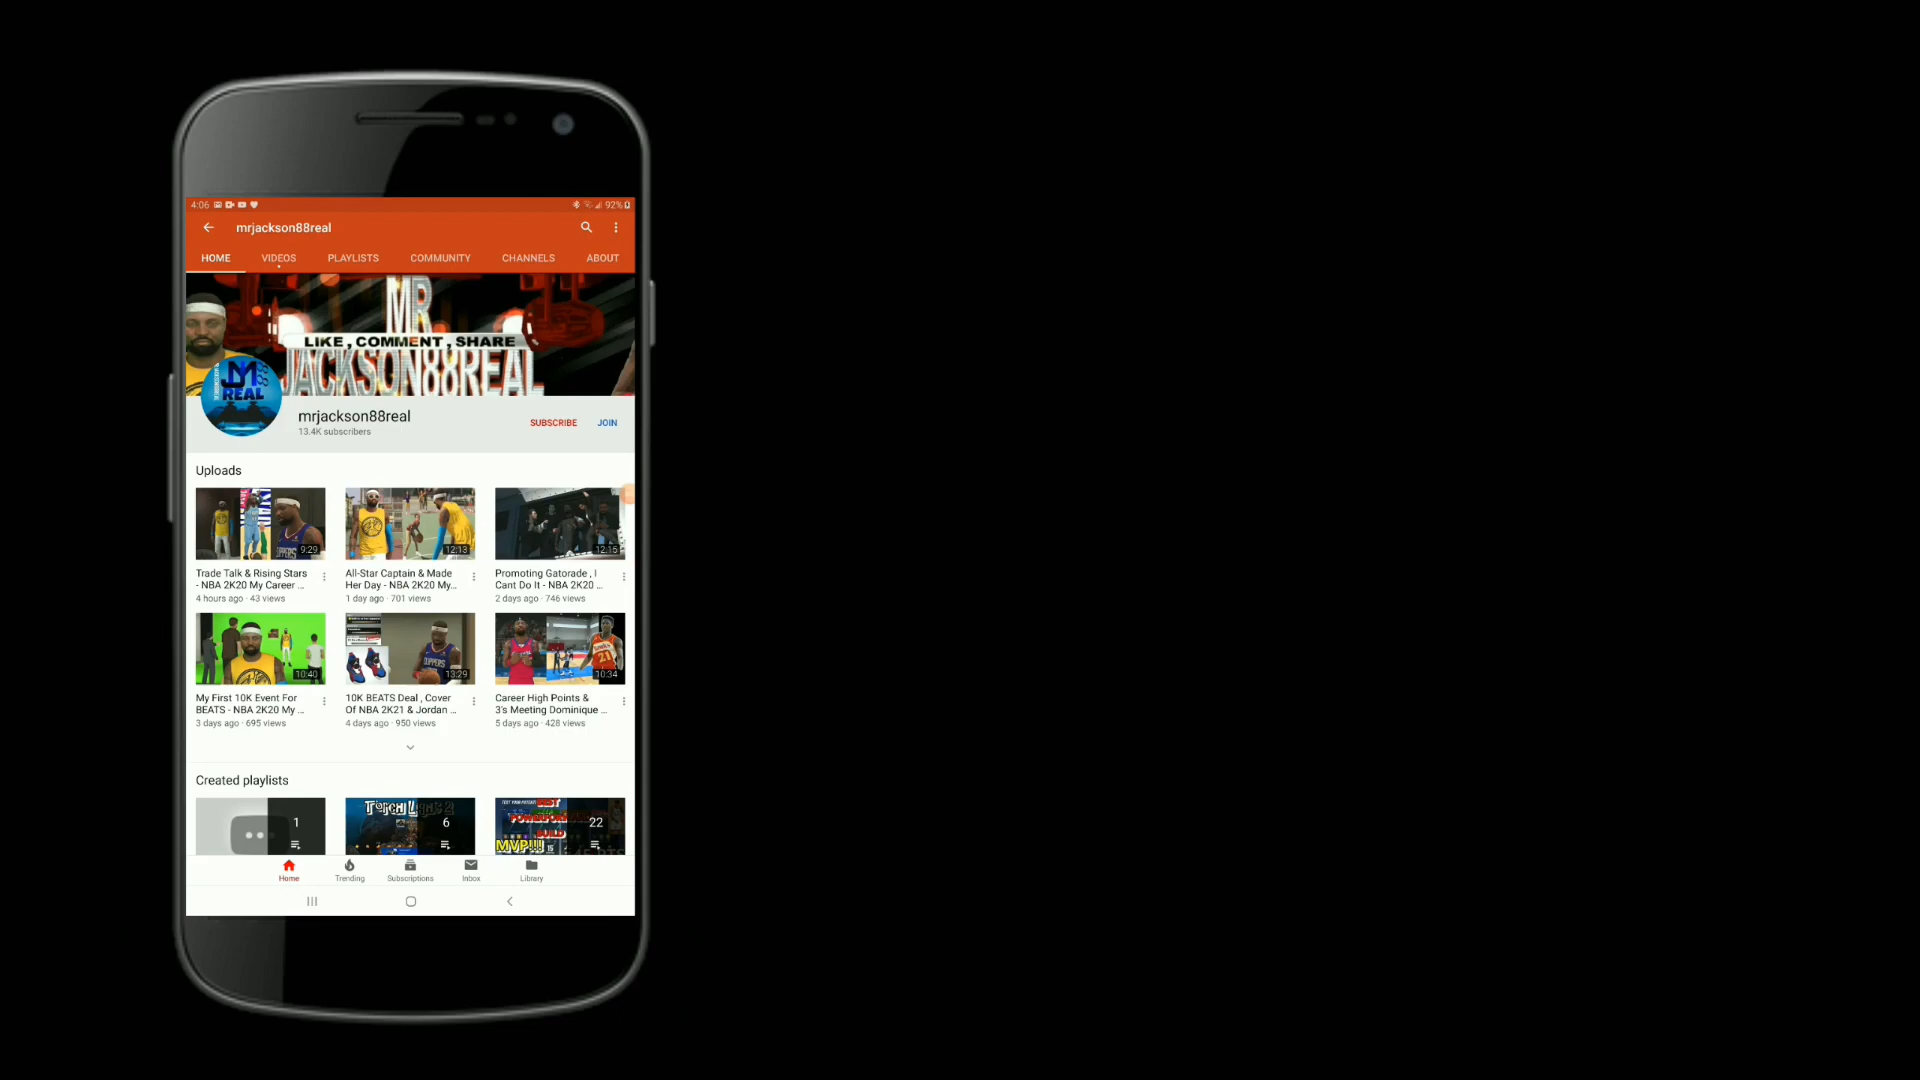 4:06
92%
mrjackson88real
HOME VIDEOS PLAYLISTS COMMUNITY CHANNELS ABOUT
MR
LIKE , COMMENT , SHARE
JACKSON88REAL
JM
REAL
mrjackson88real
13.4K subscribers
SUBSCRIBE JOIN
Uploads
9:29
12:13
12:15
CLIPPERS
Trade Talk & Rising Stars
- NBA 2K20 My Career ...
4 hours ago · 43 views
All-Star Captain & Made
Her Day - NBA 2K20 My...
1 day ago · 701 views
Promoting Gatorade , I
Cant Do It - NBA 2K20 ...
2 days ago · 746 views
10:40
CLIPPERS
13:29
21
10:34
My First 10K Event For
BEATS - NBA 2K20 My ...
3 days ago · 695 views
10K BEATS Deal , Cover
Of NBA 2K21 & Jordan ...
4 days ago · 950 views
Career High Points &
3's Meeting Dominique ...
5 days ago · 428 views
Created playlists
1
6
22
BUILD
MVP!!!
Home Trending Subscriptions Inbox Library